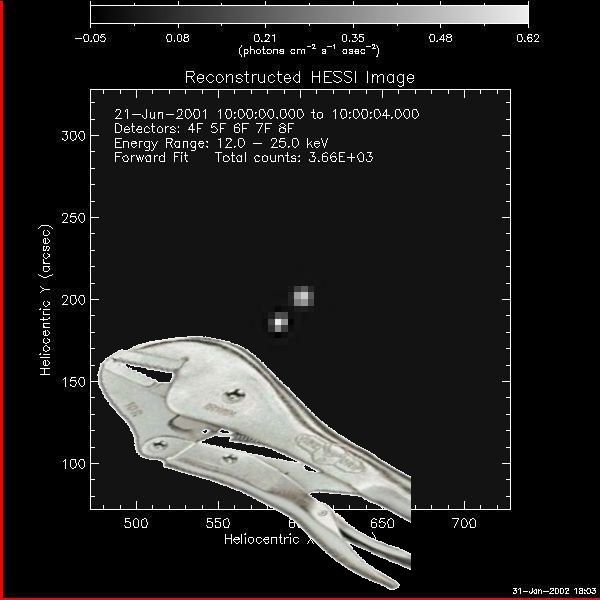 -0.05 0.08 0.21 0.35 0.48 0.62
(photons cm⁻² s⁻¹ asec⁻²)
Reconstructed HESSI Image
21-Jun-2001 10:00:00.000 to 10:00:04.000
Detectors: 4F 5F 6F 7F 8F
Energy Range: 12.0 - 25.0 keV
Forward Fit Total counts: 3.66E+03
300
250
200
150
100
Heliocentric Y (arcsec)
500 550 650 700
Heliocentric X
31-Jan-2002 18:03